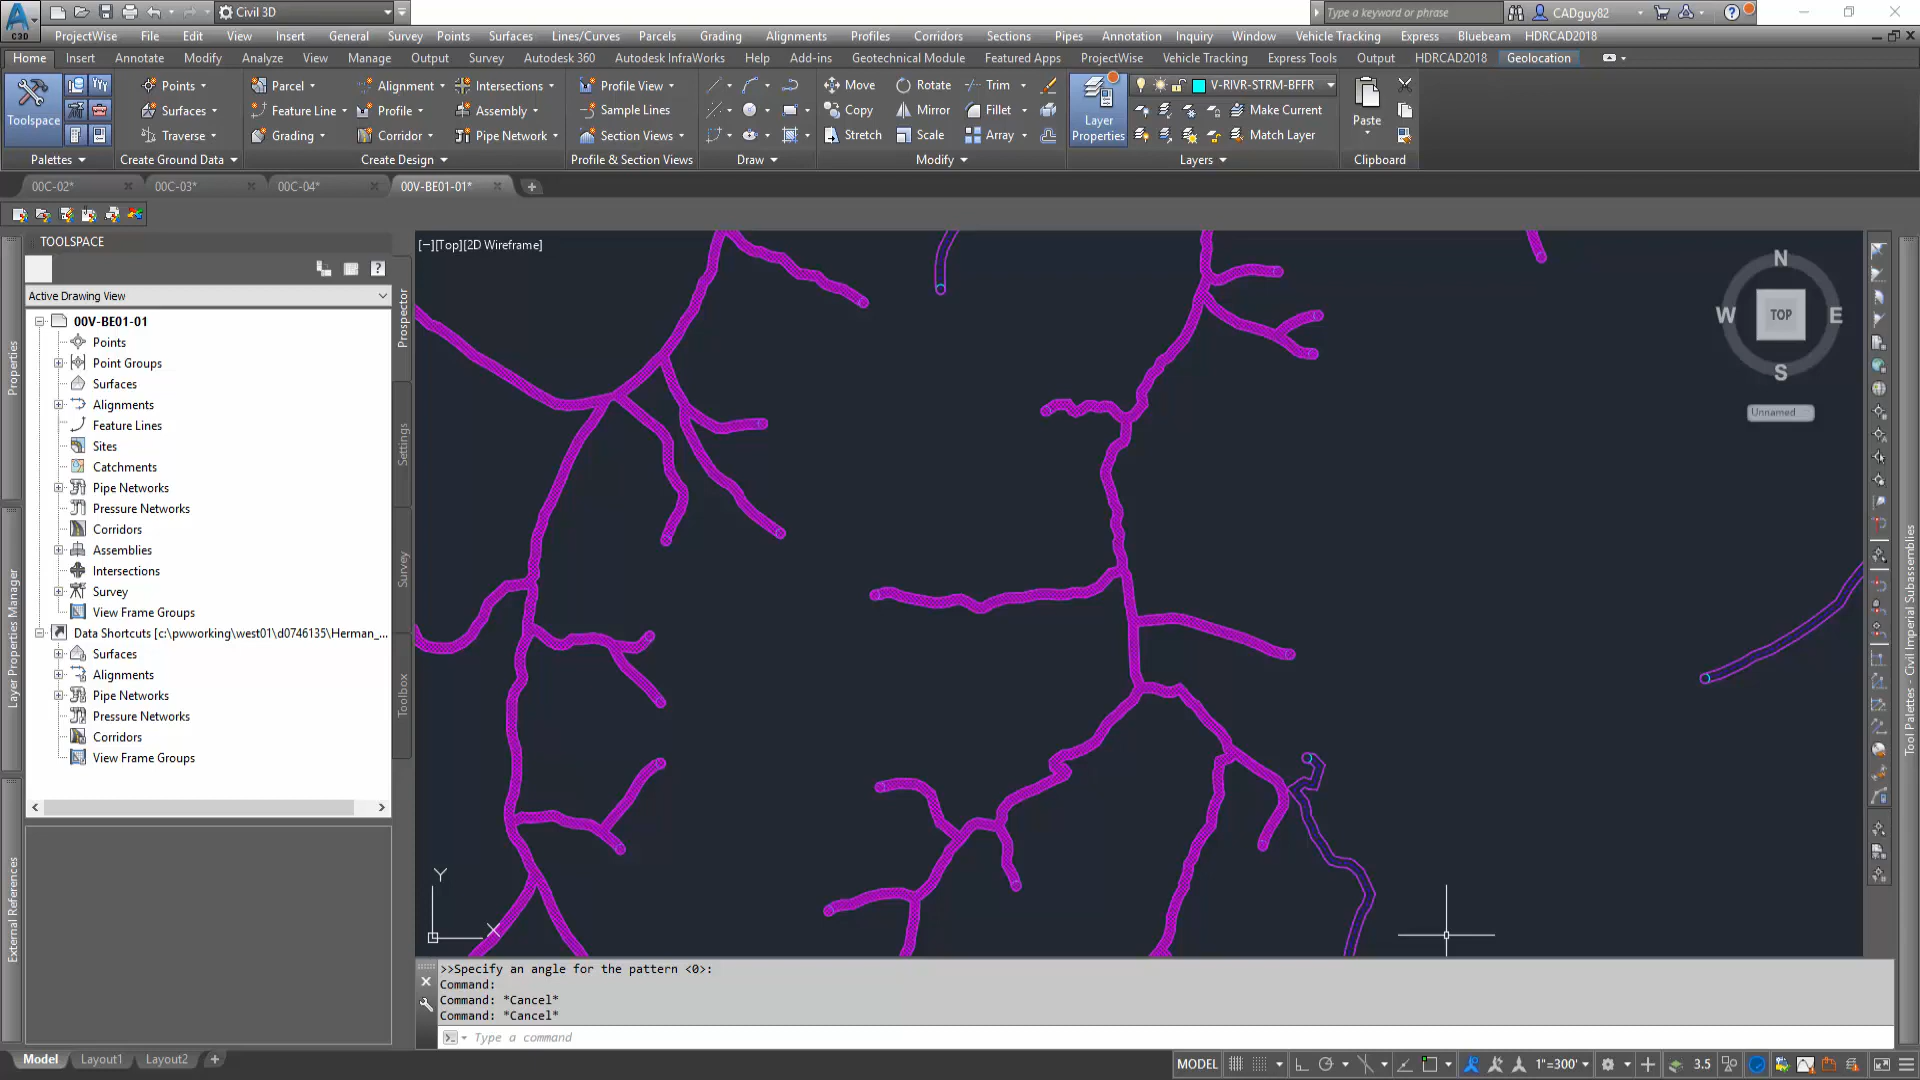 Civil 3D
Type a keyword or phrase
CADguy82
C3D
ProjectWise File Edit View Insert General Survey Points Surfaces Lines/Curves Parcels Grading Alignments Profiles Corridors Sections Pipes Annotation Inquiry Window Vehicle Tracking Express Bluebeam HDRCAD2018
Home Insert Annotate Modify Analyze View Manage Output Survey Autodesk 360 Autodesk InfraWorks Help Add-ins Geotechnical Module Featured Apps ProjectWise Vehicle Tracking Express Tools Output HDRCAD2018 Geolocation
Points Parcel Alignment Intersections Profile View Move Rotate Trim V-RIVR-STRM-BFFR
Toolspace Surfaces Feature Line Profile Assembly Sample Lines Copy Mirror Fillet Layer Properties Make Current Paste
Traverse Grading Corridor Pipe Network Section Views Stretch Scale Array Match Layer
Palettes Create Ground Data Create Design Profile & Section Views Draw Modify Layers Clipboard
00C-02* 00C-03* 00C-04* 00V-BE01-01*
TOOLSPACE
[−][Top][2D Wireframe]
Active Drawing View
00V-BE01-01
Points
Point Groups
Surfaces
Alignments
Feature Lines
Sites
Catchments
Pipe Networks
Pressure Networks
Corridors
Assemblies
Intersections
Survey
View Frame Groups
Data Shortcuts [c:\pwworking\west01\d0746135\Herman_...
Surfaces
Alignments
Pipe Networks
Pressure Networks
Corridors
View Frame Groups
Prospector
Settings
Survey
Toolbox
Properties
Layer Properties Manager
External References
N
W TOP E
S
Unnamed
Tool Palettes - Civil Imperial Subassemblies
Y
X
>>Specify an angle for the pattern <0>:
Command:
Command: *Cancel*
Command: *Cancel*
Type a command
Model Layout1 Layout2 +
MODEL 1"=300' 3.5